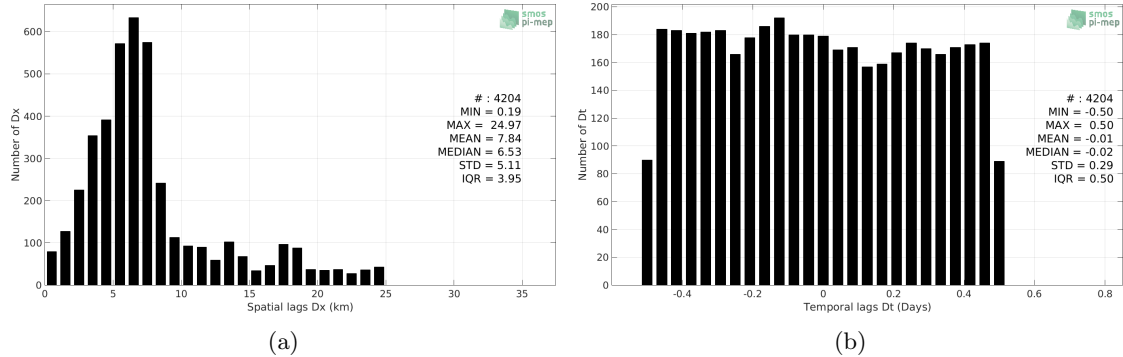 smos
pi-mep
600
500
400
300
200
100
0
Number of Dx
# : 4204
MIN = 0.19
MAX = 24.97
MEAN = 7.84
MEDIAN = 6.53
STD = 5.11
IQR = 3.95
0 5 10 15 20 25 30 35
Spatial lags Dx (km)
(a)
smos
pi-mep
200
180
160
140
120
100
80
60
40
20
0
Number of Dt
# : 4204
MIN = -0.50
MAX = 0.50
MEAN = -0.01
MEDIAN = -0.02
STD = 0.29
IQR = 0.50
-0.4 -0.2 0 0.2 0.4 0.6 0.8
Temporal lags Dt (Days)
(b)